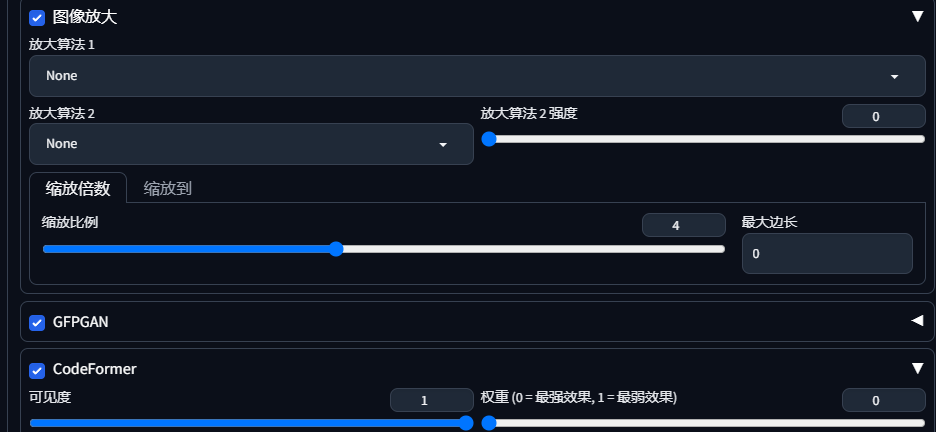 图像放大
放大算法 1
None
放大算法 2
放大算法 2 强度
0
None
缩放倍数
缩放到
缩放比例
4
最大边长
0
GFPGAN
CodeFormer
可见度
1
权重 (0 = 最强效果, 1 = 最弱效果)
0